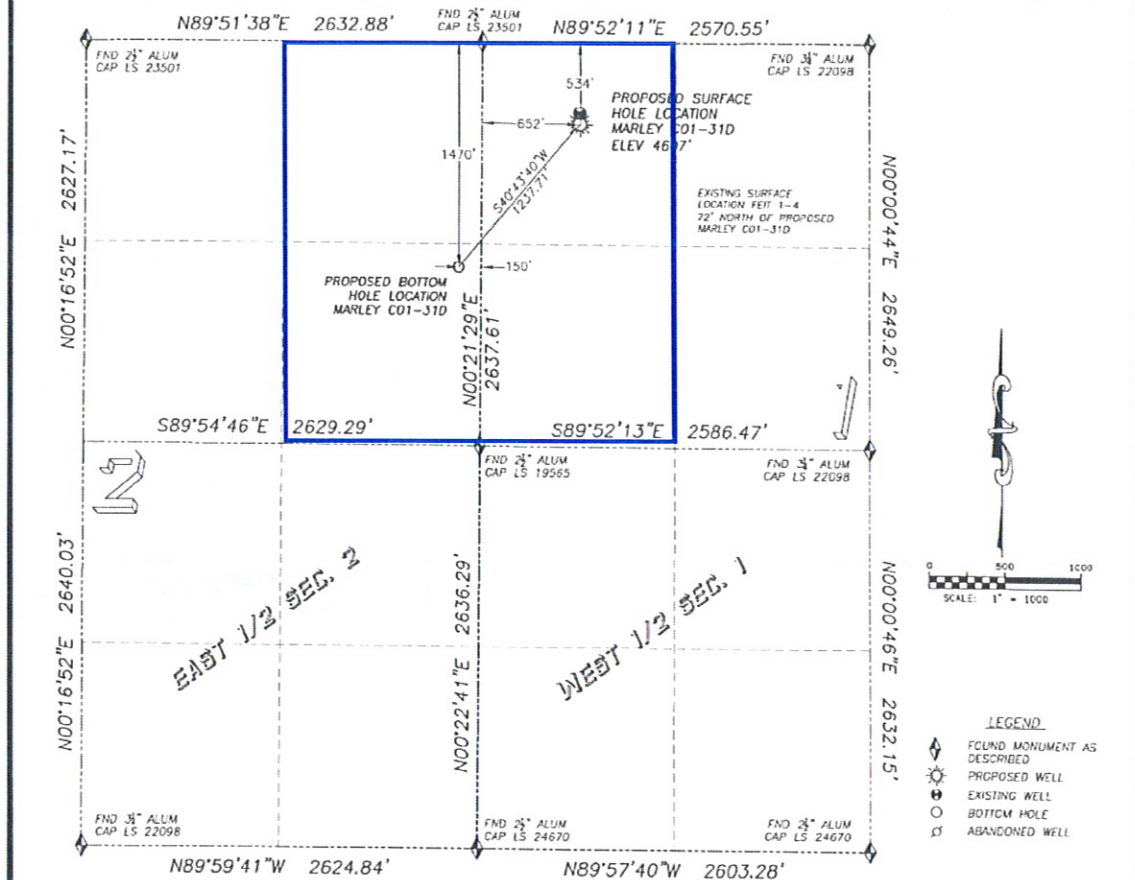 N89°51'38"E 2632.88'
FND 2½" ALUM
CAP LS 23501
N89°52'11"E 2570.55'
FND 2½" ALUM
CAP LS 23501
FND 3¼" ALUM
CAP LS 22098
534'
PROPOSED SURFACE
HOLE LOCATION
MARLEY C01-31D
ELEV 4607'
652'
1470'
S40°43'40"W
1237.71'
EXISTING SURFACE
LOCATION FEIT 1-4
72' NORTH OF PROPOSED
MARLEY C01-31D
N00°16'52"E 2627.17'
N00°00'44"E 2649.26'
150'
PROPOSED BOTTOM
HOLE LOCATION
MARLEY C01-31D
N00°21'29"E
2637.61'
1
S89°54'46"E 2629.29'
S89°52'13"E 2586.47'
2
FND 2½" ALUM
CAP LS 19565
FND 3¼" ALUM
CAP LS 22098
0 500 1000
SCALE: 1" = 1000
N00°16'52"E 2640.03'
EAST 1/2 SEC. 2
N00°22'41"E 2636.29'
WEST 1/2 SEC. 1
N00°00'46"E 2632.15'
LEGEND
FOUND MONUMENT AS
DESCRIBED
PROPOSED WELL
EXISTING WELL
BOTTOM HOLE
ABANDONED WELL
FND 3¼" ALUM
CAP LS 22098
FND 2½" ALUM
CAP LS 24670
FND 2½" ALUM
CAP LS 24670
N89°59'41"W 2624.84'
N89°57'40"W 2603.28'